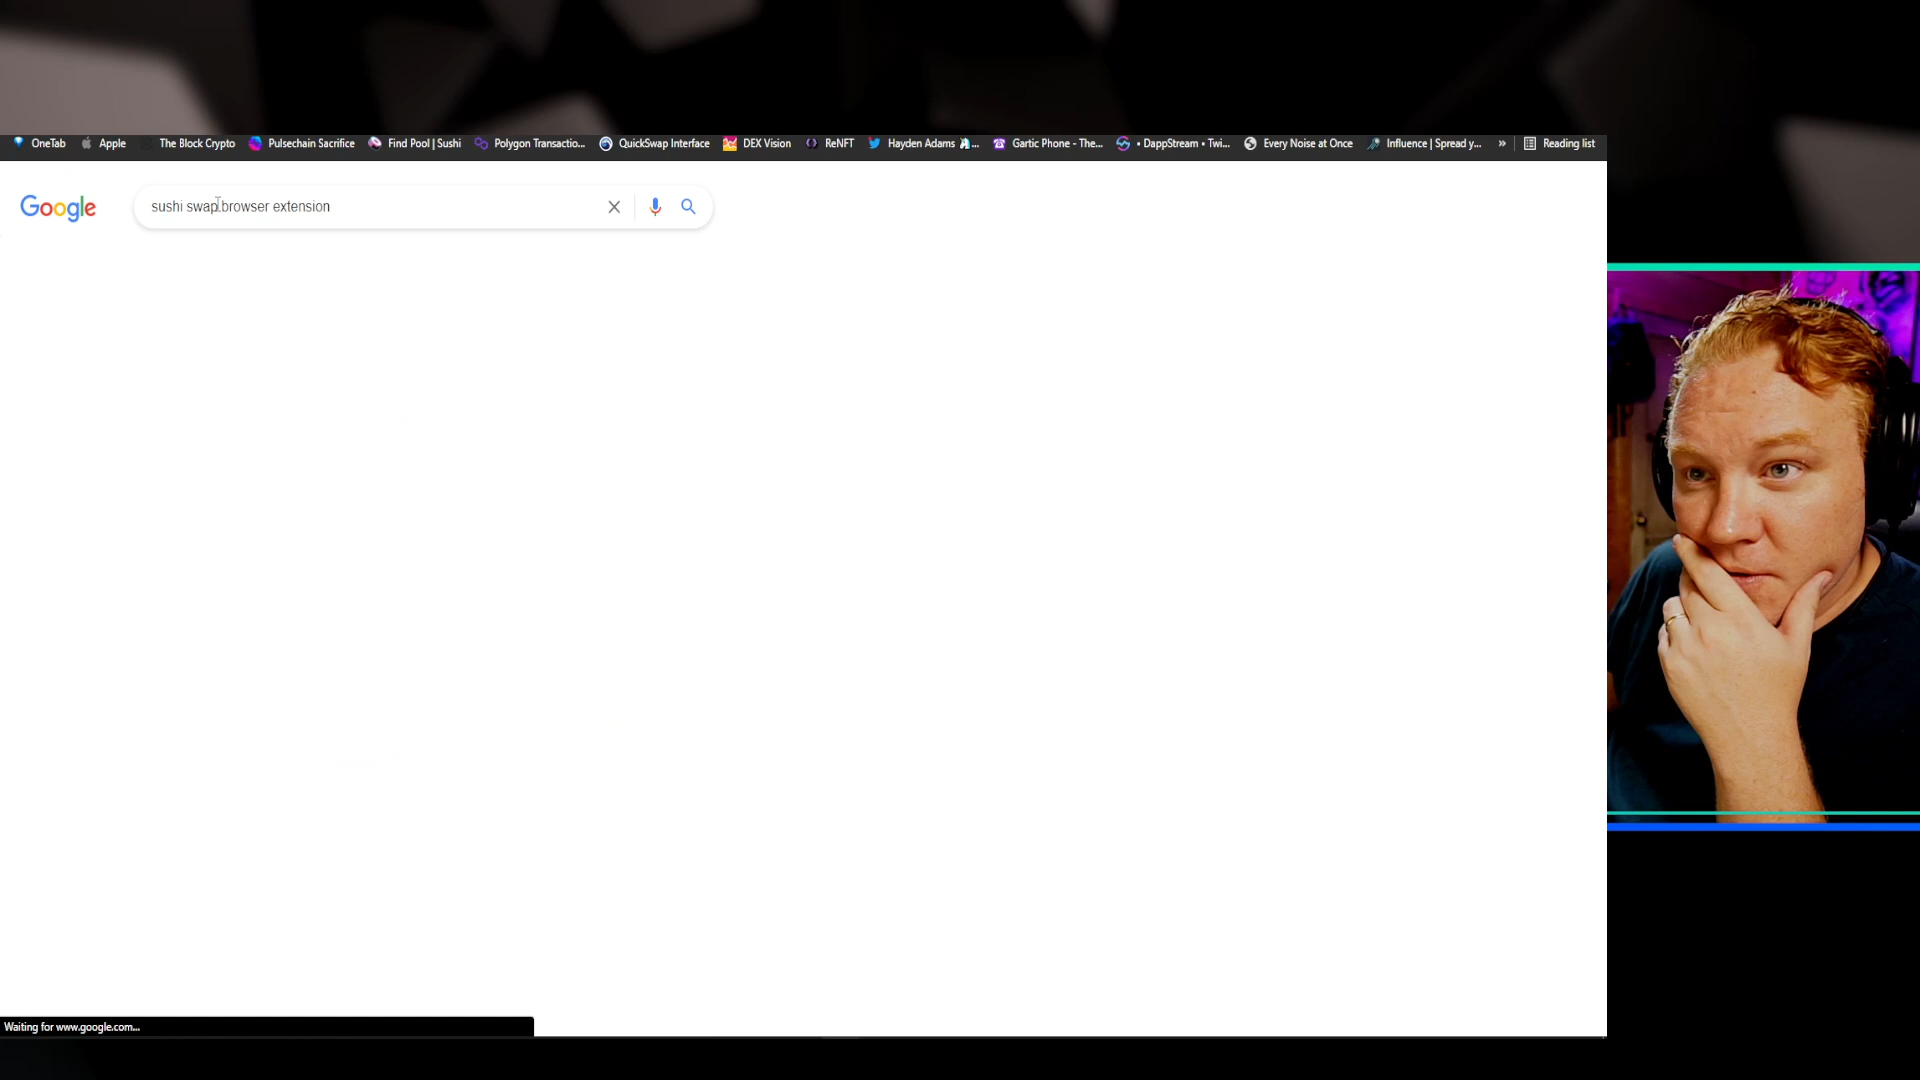 OneTab Apple The Block Crypto Pulsechain Sacrifice Find Pool | Sushi Polygon Transactio... QuickSwap Interface DEX Vision ReNFT Hayden Adams ... Gartic Phone - The... • DappStream • Twi... Every Noise at Once Influence | Spread y... » Reading list
Google sushi swap browser extension
Waiting for www.google.com...